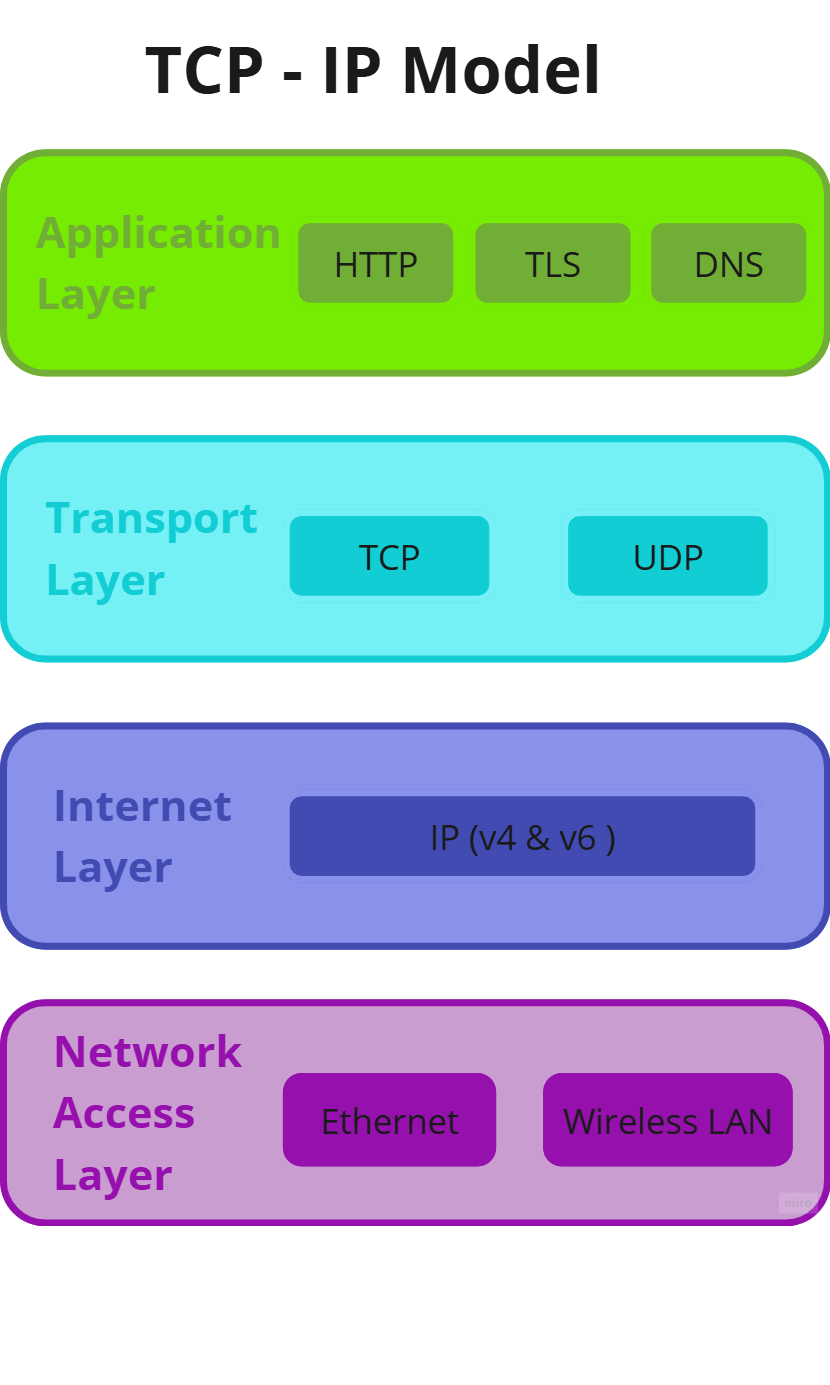 TCP - IP Model
Application
Layer
HTTP
TLS
DNS
Transport
Layer
TCP
UDP
Internet
Layer
IP (v4 & v6 )
Network
Access
Layer
Ethernet
Wireless LAN
miro